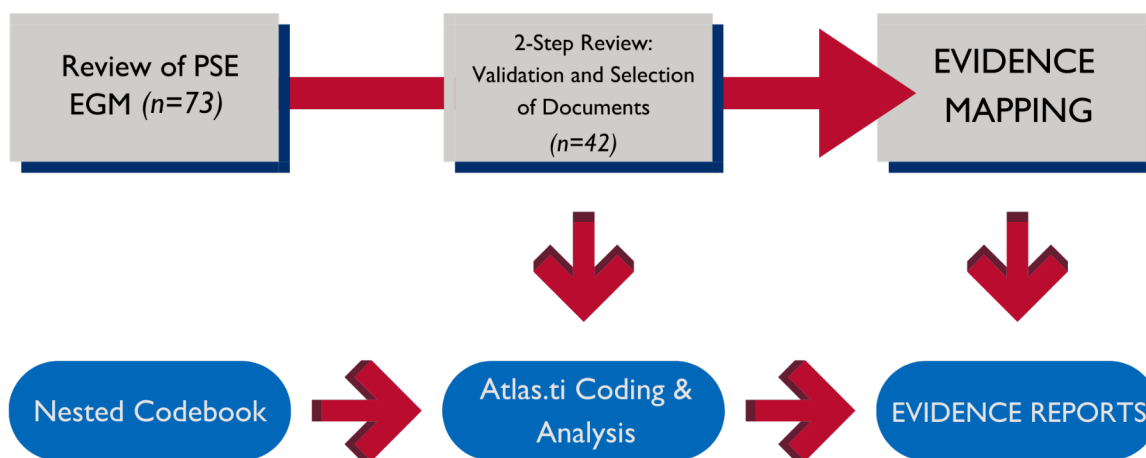 Review of PSE
EGM (n=73)
2-Step Review:
Validation and Selection
of Documents
(n=42)
EVIDENCE
MAPPING
Nested Codebook
Atlas.ti Coding &
Analysis
EVIDENCE REPORTS